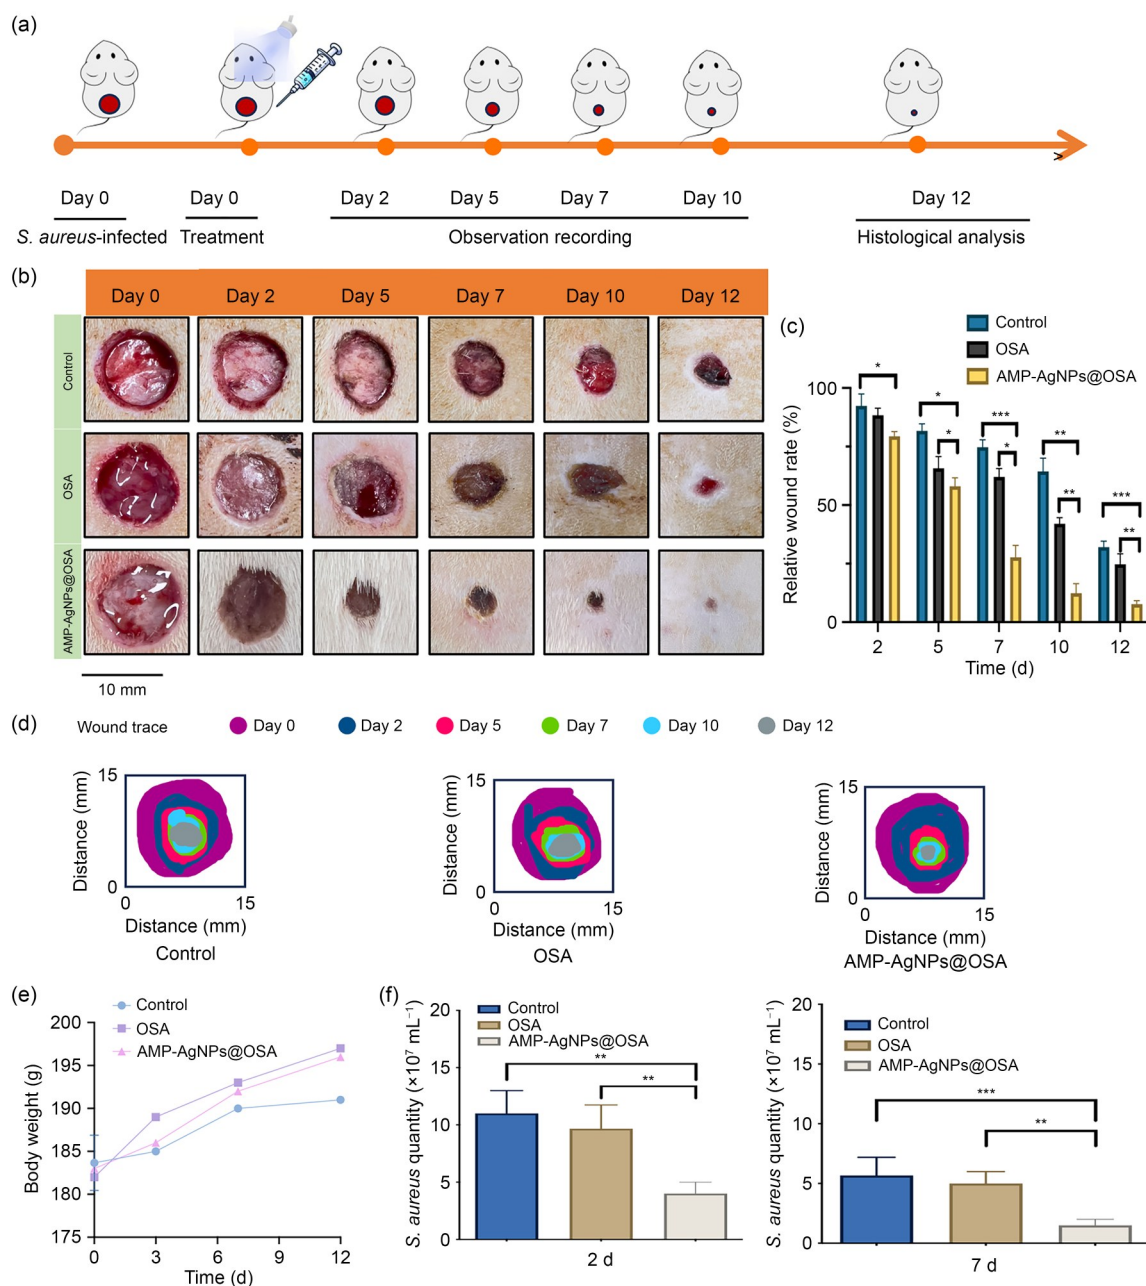 (a)
Day 0 Day 0 Day 2 Day 5 Day 7 Day 10 Day 12
S. aureus-infected Treatment Observation recording Histological analysis
(b)
Day 0 Day 2 Day 5 Day 7 Day 10 Day 12
Control
OSA
AMP-AgNPs@OSA
10 mm
(c)
Control
OSA
AMP-AgNPs@OSA
Relative wound rate (%)
100
50
0
* * * *** * ** ** *** **
2 5 7 10 12
Time (d)
(d)
Wound trace Day 0 Day 2 Day 5 Day 7 Day 10 Day 12
15
Distance (mm)
0
0 15
Distance (mm)
Control
15
Distance (mm)
0
0 15
Distance (mm)
OSA
15
Distance (mm)
0
0 15
Distance (mm)
AMP-AgNPs@OSA
(e)
Control
OSA
AMP-AgNPs@OSA
Body weight (g)
200
195
190
185
180
175
0 3 6 9 12
Time (d)
(f)
Control
OSA
AMP-AgNPs@OSA
S. aureus quantity (×10⁷ mL⁻¹)
20
15
10
5
0
**
**
2 d
Control
OSA
AMP-AgNPs@OSA
S. aureus quantity (×10⁷ mL⁻¹)
20
15
10
5
0
***
**
7 d